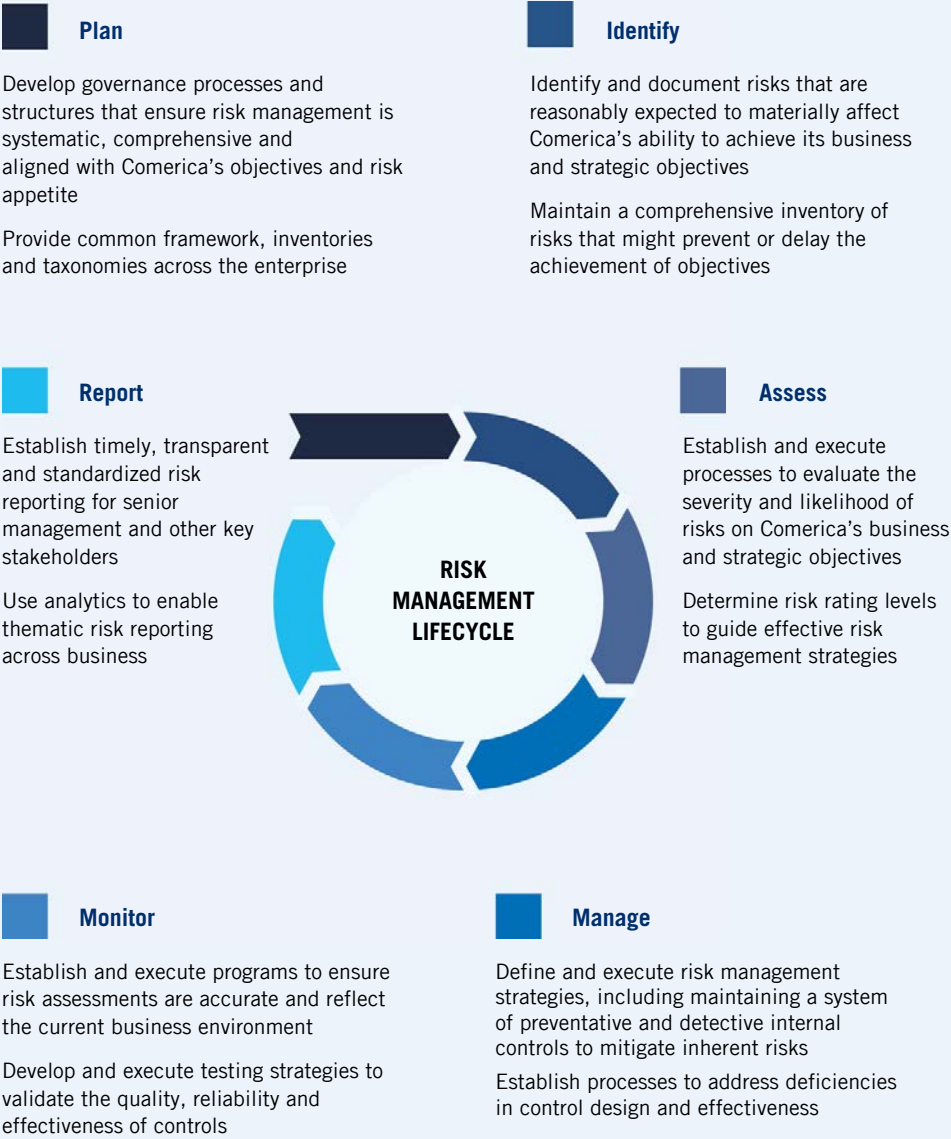 Plan
Develop governance processes and
structures that ensure risk management is
systematic, comprehensive and
aligned with Comerica's objectives and risk
appetite
Provide common framework, inventories
and taxonomies across the enterprise
Identify
Identify and document risks that are
reasonably expected to materially affect
Comerica's ability to achieve its business
and strategic objectives
Maintain a comprehensive inventory of
risks that might prevent or delay the
achievement of objectives
Report
Establish timely, transparent
and standardized risk
reporting for senior
management and other key
stakeholders
Use analytics to enable
thematic risk reporting
across business
RISK
MANAGEMENT
LIFECYCLE
Assess
Establish and execute
processes to evaluate the
severity and likelihood of
risks on Comerica's business
and strategic objectives
Determine risk rating levels
to guide effective risk
management strategies
Monitor
Establish and execute programs to ensure
risk assessments are accurate and reflect
the current business environment
Develop and execute testing strategies to
validate the quality, reliability and
effectiveness of controls
Manage
Define and execute risk management
strategies, including maintaining a system
of preventative and detective internal
controls to mitigate inherent risks
Establish processes to address deficiencies
in control design and effectiveness